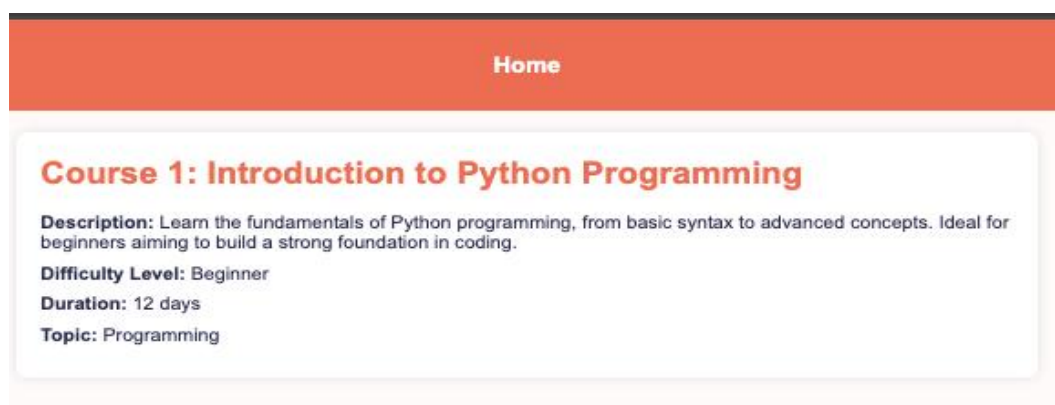 Home
Course 1: Introduction to Python Programming
Description: Learn the fundamentals of Python programming, from basic syntax to advanced concepts. Ideal for
beginners aiming to build a strong foundation in coding.
Difficulty Level: Beginner
Duration: 12 days
Topic: Programming